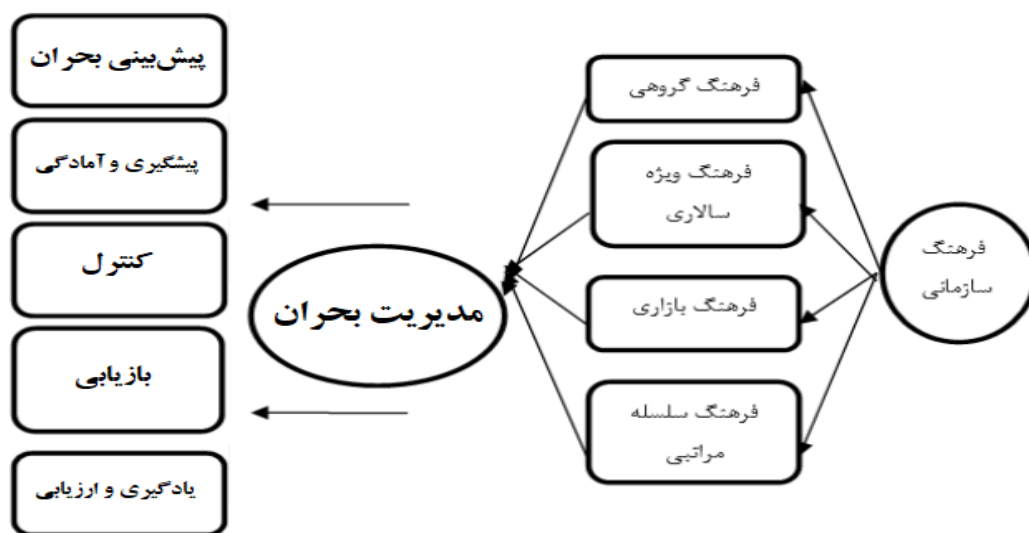 فرهنگ
سازمانی
فرهنگ گروهی
فرهنگ ویژه
سالاری
فرهنگ بازاری
فرهنگ سلسله
مراتبی
مدیریت بحران
پیش‌بینی بحران
پیشگیری و آمادگی
کنترل
بازیابی
یادگیری و ارزیابی